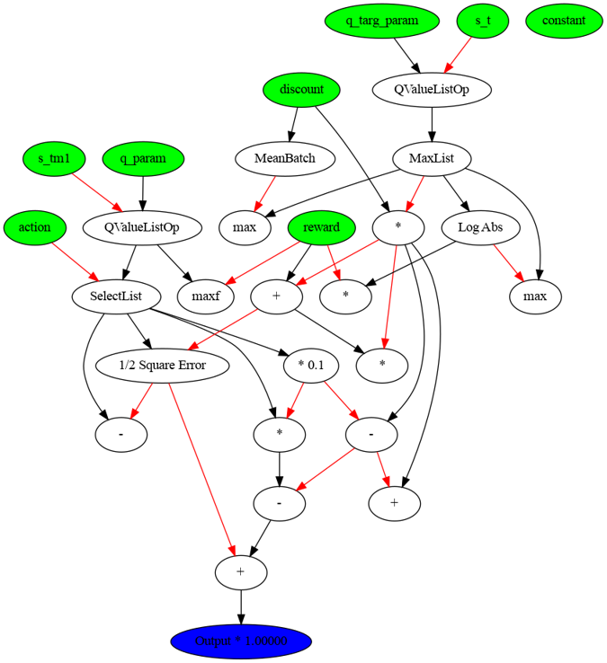 q_targ_param
s_t
constant
discount
QValueListOp
s_tm1
q_param
MeanBatch
MaxList
action
QValueListOp
max
reward
*
Log Abs
SelectList
maxf
+
*
max
1/2 Square Error
* 0.1
*
-
*
-
-
+
+
Output * 1.00000